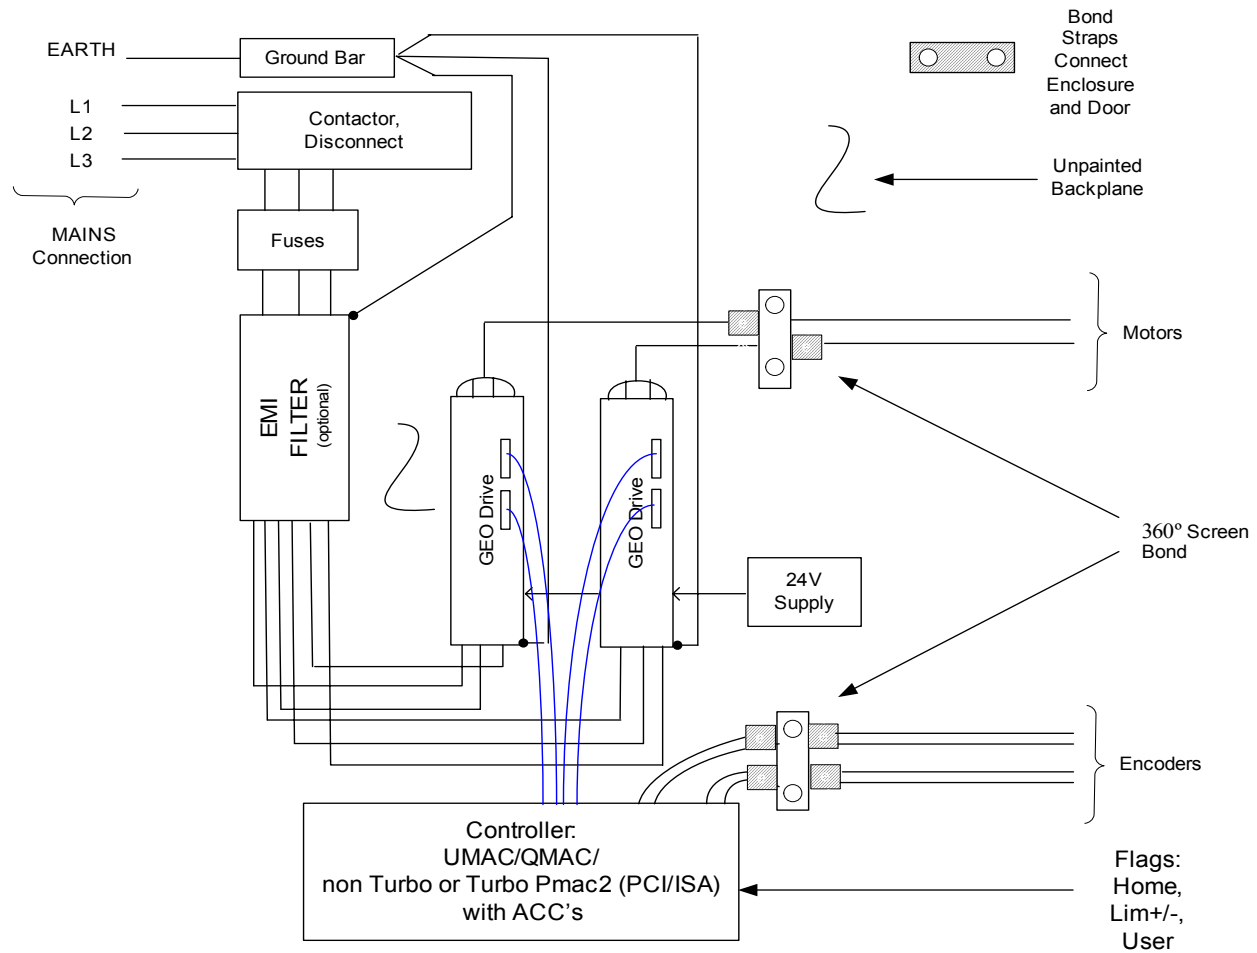 EARTH
Ground Bar
Bond
Straps
Connect
Enclosure
and Door
L1
L2
L3
Contactor,
Disconnect
Unpainted
Backplane
MAINS
Connection
Fuses
Motors
EMI
FILTER
(optional)
GEO Drive
GEO Drive
360º Screen
Bond
24V
Supply
Encoders
Controller:
UMAC/QMAC/
non Turbo or Turbo Pmac2 (PCI/ISA)
with ACC's
Flags:
Home,
Lim+/-,
User